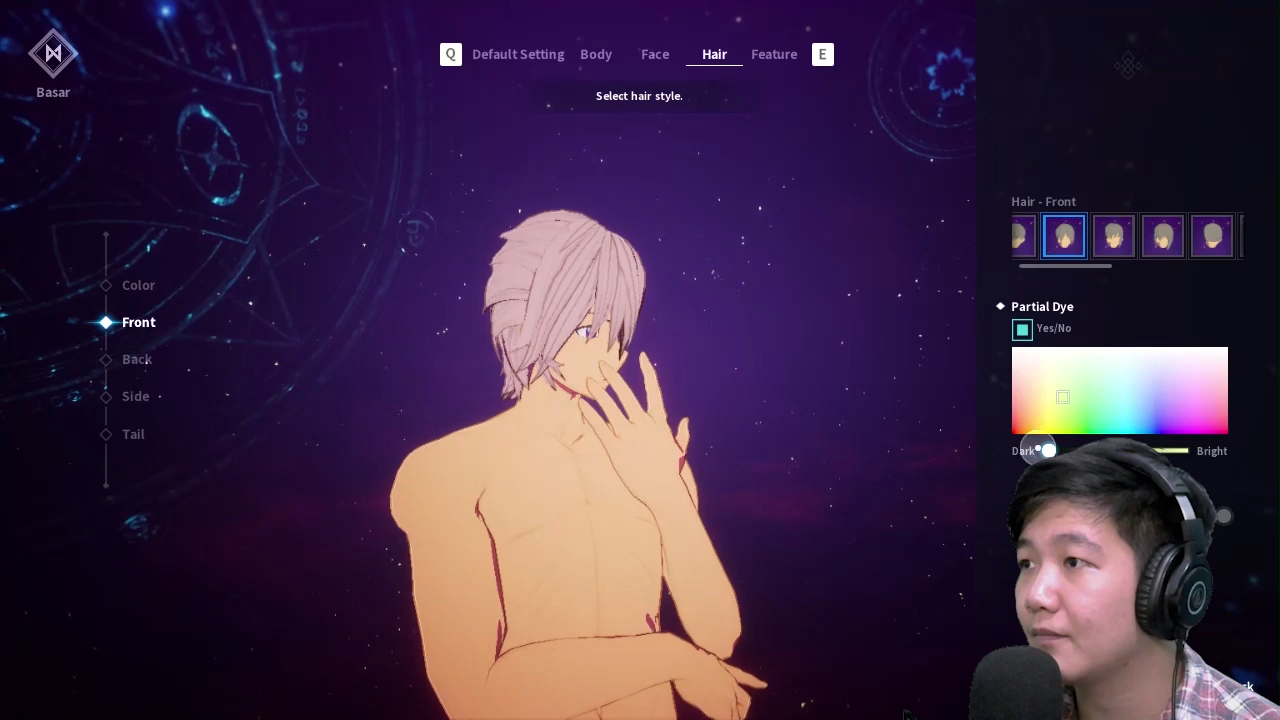 Q Default Setting Body Face Hair Feature E
Basar
Select hair style.
Hair - Front
Color
Front
Back
Side
Tail
Partial Dye
Yes/No
Dark Bright